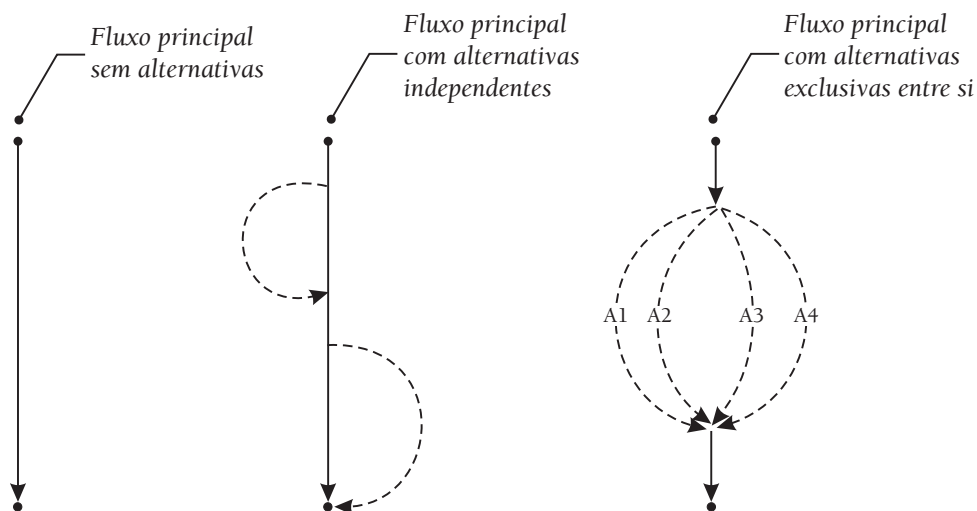 Fluxo principal
sem alternativas
Fluxo principal
com alternativas
independentes
Fluxo principal
com alternativas
exclusivas entre si
A1
A2
A3
A4